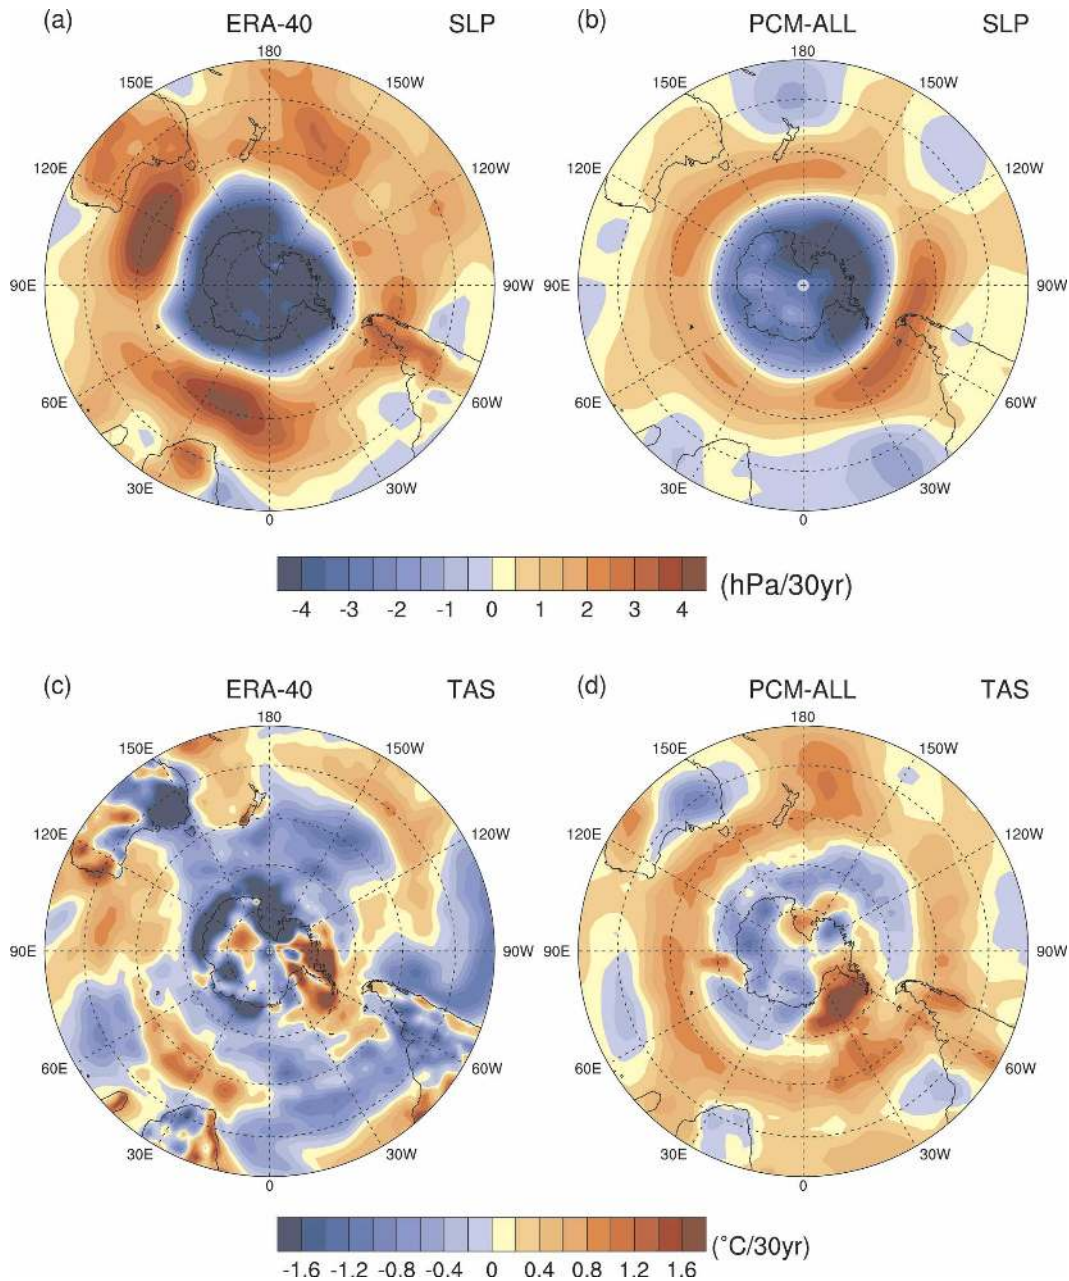 (a) ERA-40 SLP
(b) PCM-ALL SLP
180
150E 150W
120E 120W
90E 90W
60E 60W
30E 30W
0
180
150E 150W
120E 120W
90E 90W
60E 60W
30E 30W
0
-4 -3 -2 -1 0 1 2 3 4 (hPa/30yr)
(c) ERA-40 TAS
(d) PCM-ALL TAS
180
150E 150W
120E 120W
90E 90W
60E 60W
30E 30W
0
180
150E 150W
120E 120W
90E 90W
60E 60W
30E 30W
0
-1.6 -1.2 -0.8 -0.4 0 0.4 0.8 1.2 1.6 (°C/30yr)